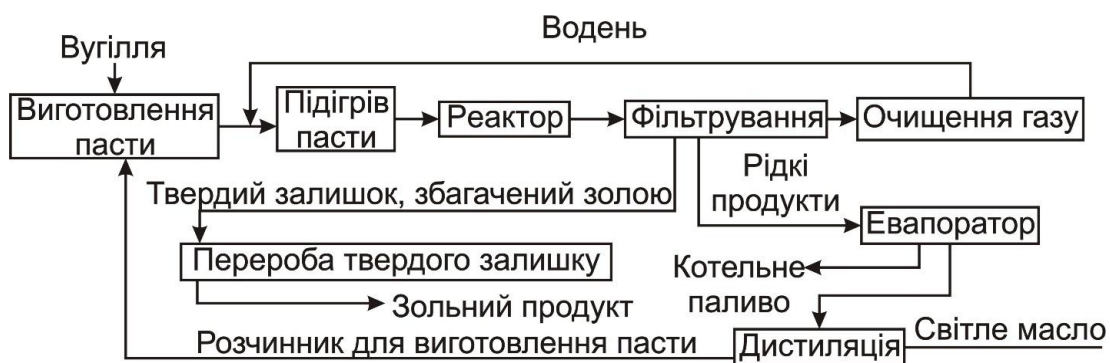 Водень
Вугілля
Виготовлення
пасти
Підігрів
пасти
Реактор
Фільтрування
Очищення газу
Твердий залишок, збагачений золою
Рідкі
продукти
Евапоратор
Перероба твердого залишку
Котельне
паливо
Зольний продукт
Розчинник для виготовлення пасти
Дистиляція
Світле масло